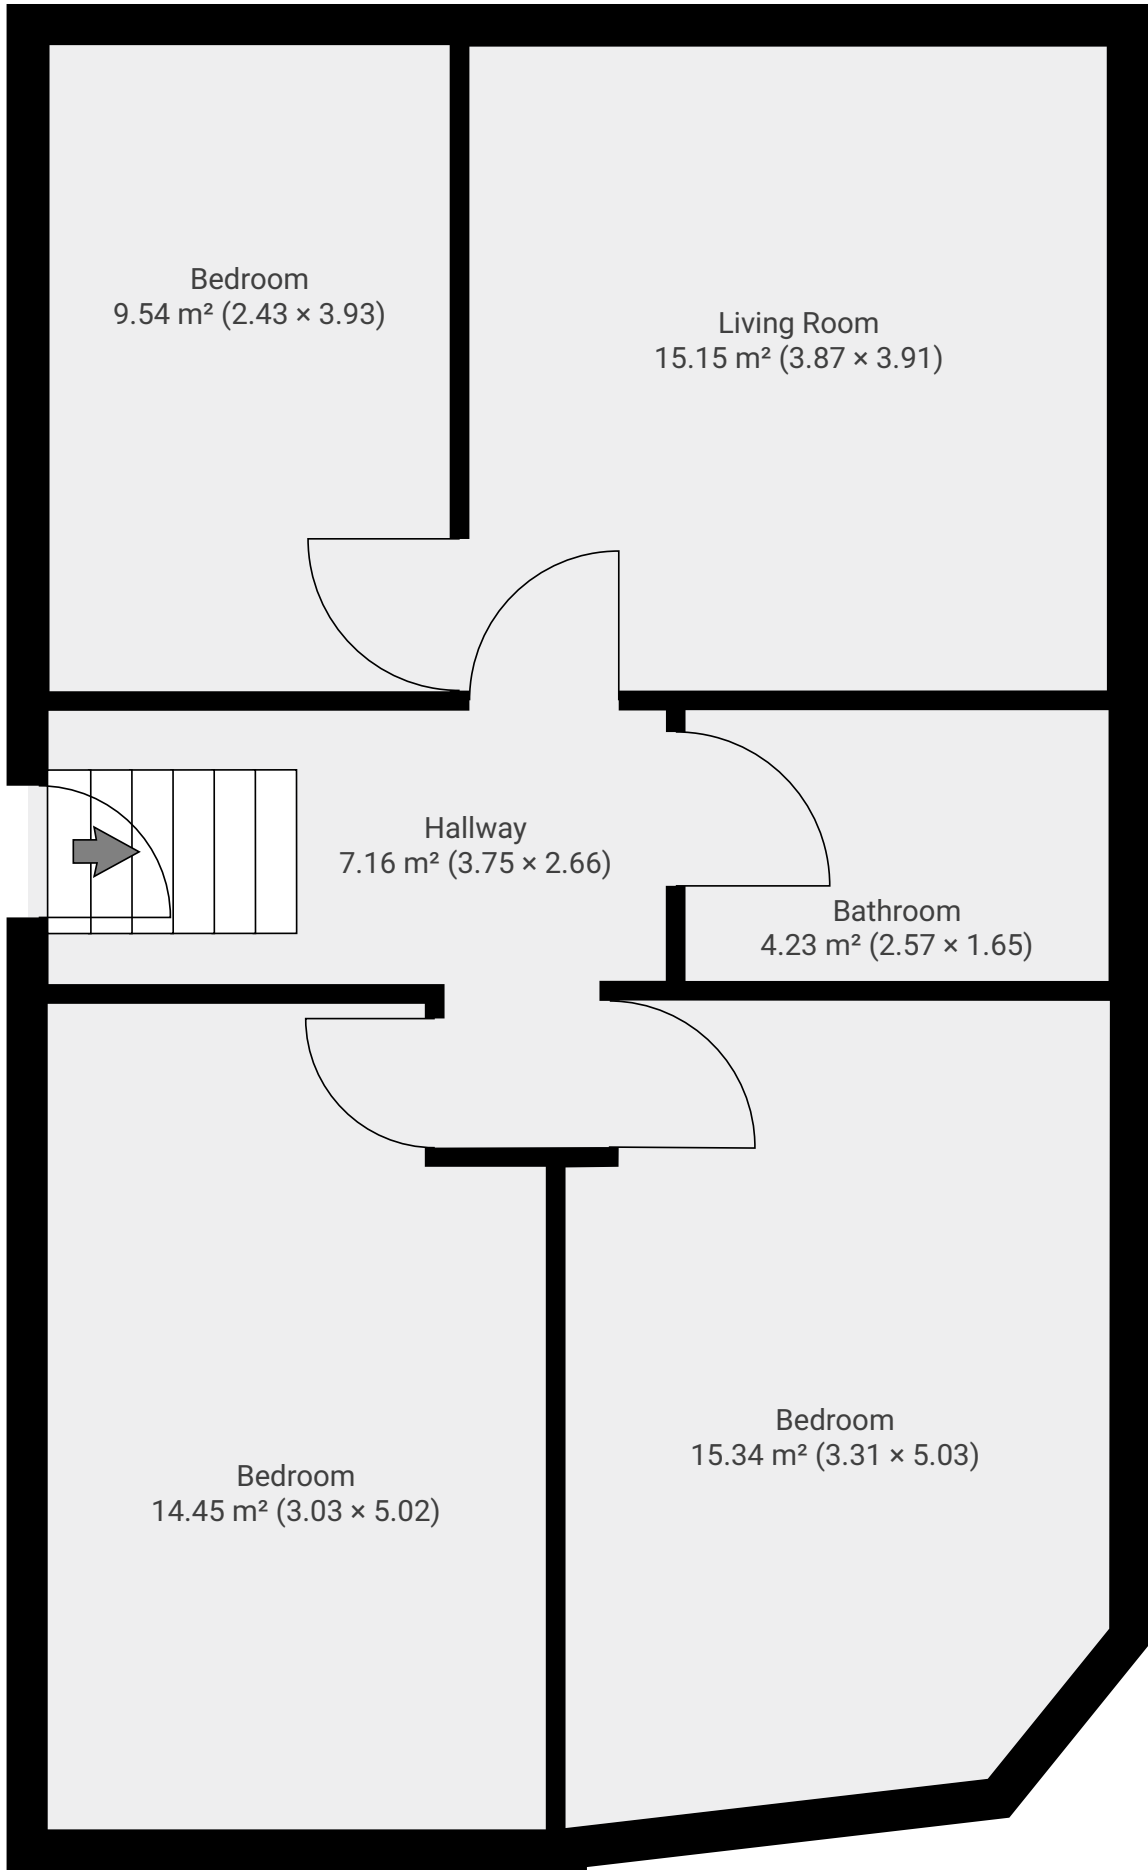 Bedroom
9.54 m² (2.43 × 3.93)
Living Room
15.15 m² (3.87 × 3.91)
Hallway
7.16 m² (3.75 × 2.66)
Bathroom
4.23 m² (2.57 × 1.65)
Bedroom
15.34 m² (3.31 × 5.03)
Bedroom
14.45 m² (3.03 × 5.02)